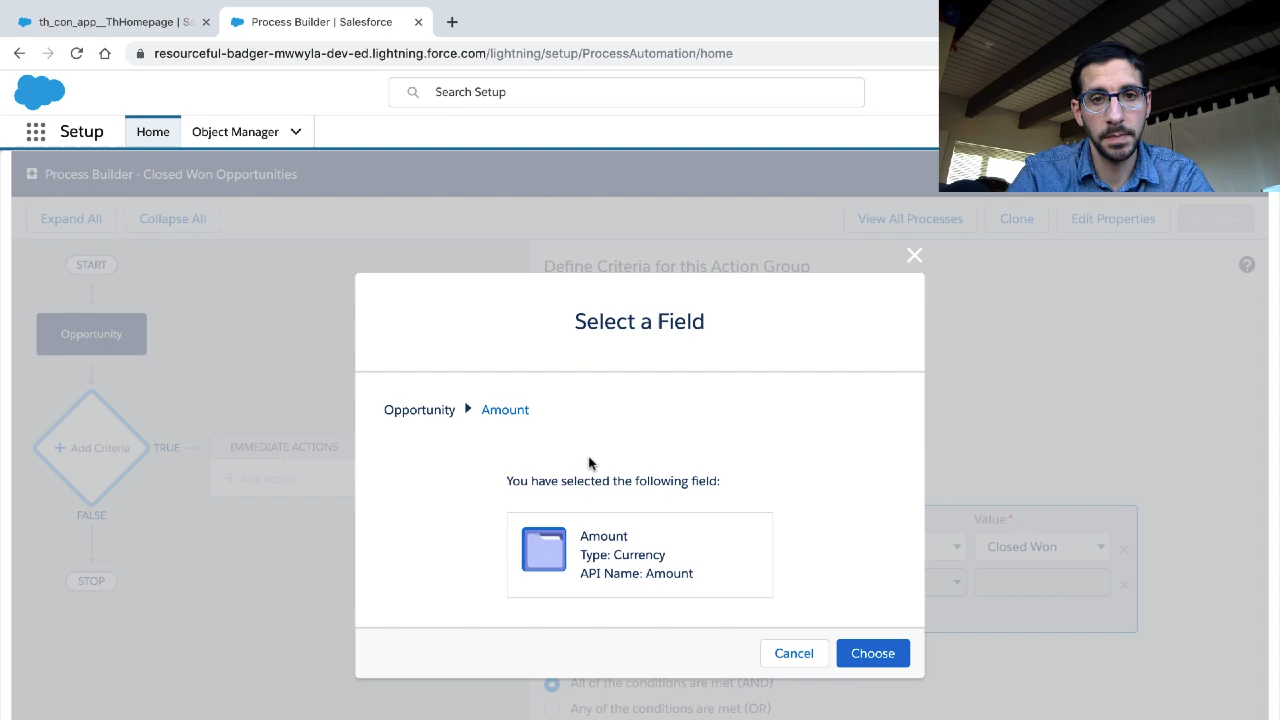 th_con_app__ThHomepage | Sa
Process Builder | Salesforce
resourceful-badger-mwwyla-dev-ed.lightning.force.com/lightning/setup/ProcessAutomation/home
Search Setup
Setup
Home
Object Manager
Process Builder - Closed Won Opportunities
Expand All
Collapse All
View All Processes
Clone
Edit Properties
Activate
START
Define Criteria for this Action Group
?
Select a Field
Opportunity
Opportunity
Amount
+ Add Criteria
TRUE
IMMEDIATE ACTIONS
+ Add Action
You have selected the following field:
FALSE
Value *
Amount
Type: Currency
API Name: Amount
Closed Won
STOP
Cancel
Choose
All of the conditions are met (AND)
Any of the conditions are met (OR)